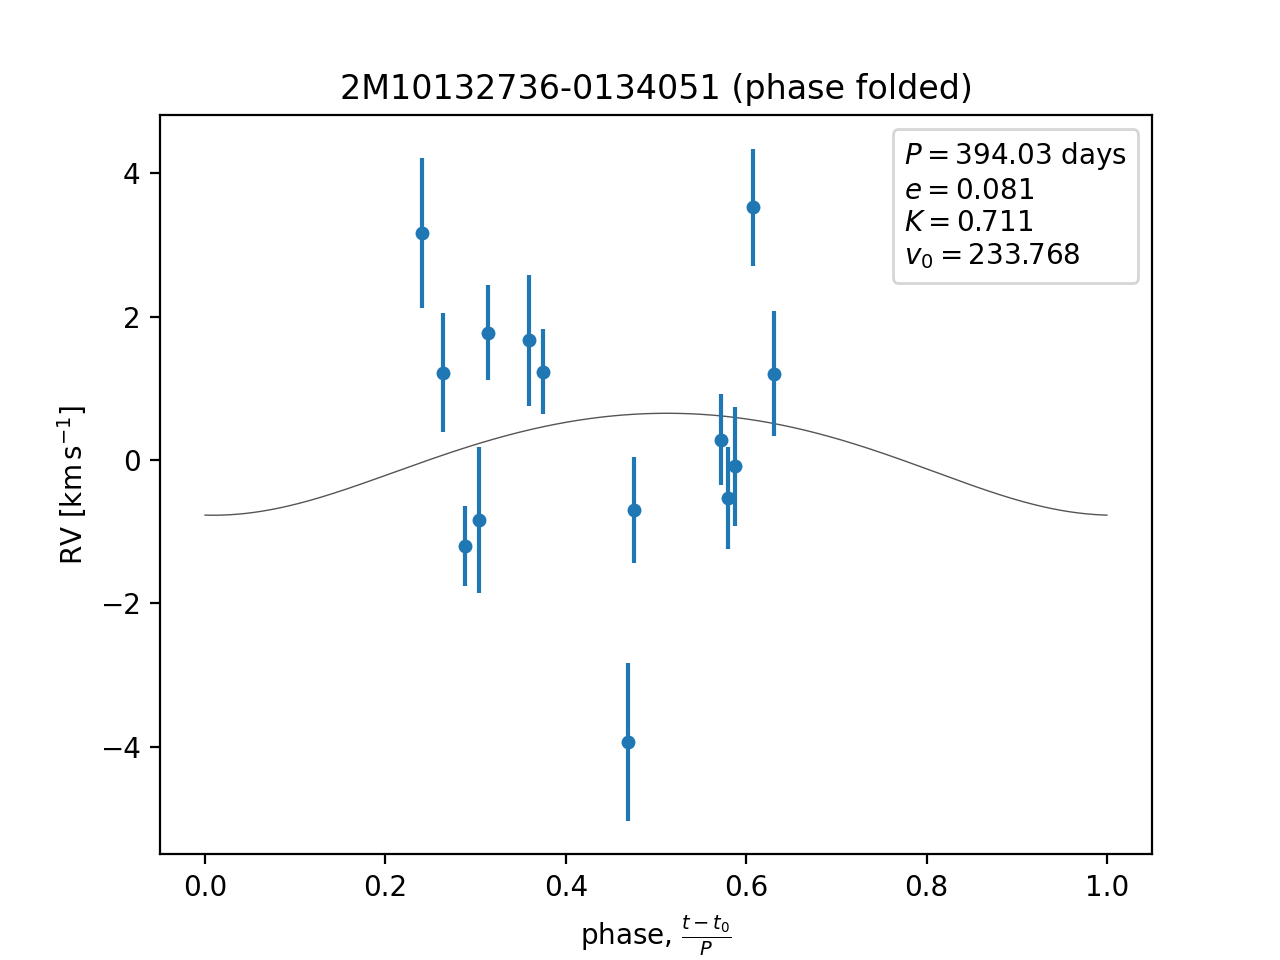 2M10132736-0134051 (phase folded)
P = 394.03 days
e = 0.081
K = 0.711
v₀ = 233.768
RV [km s⁻¹]
4
2
0
−2
−4
0.0 0.2 0.4 0.6 0.8 1.0
phase, (t − t₀)/P